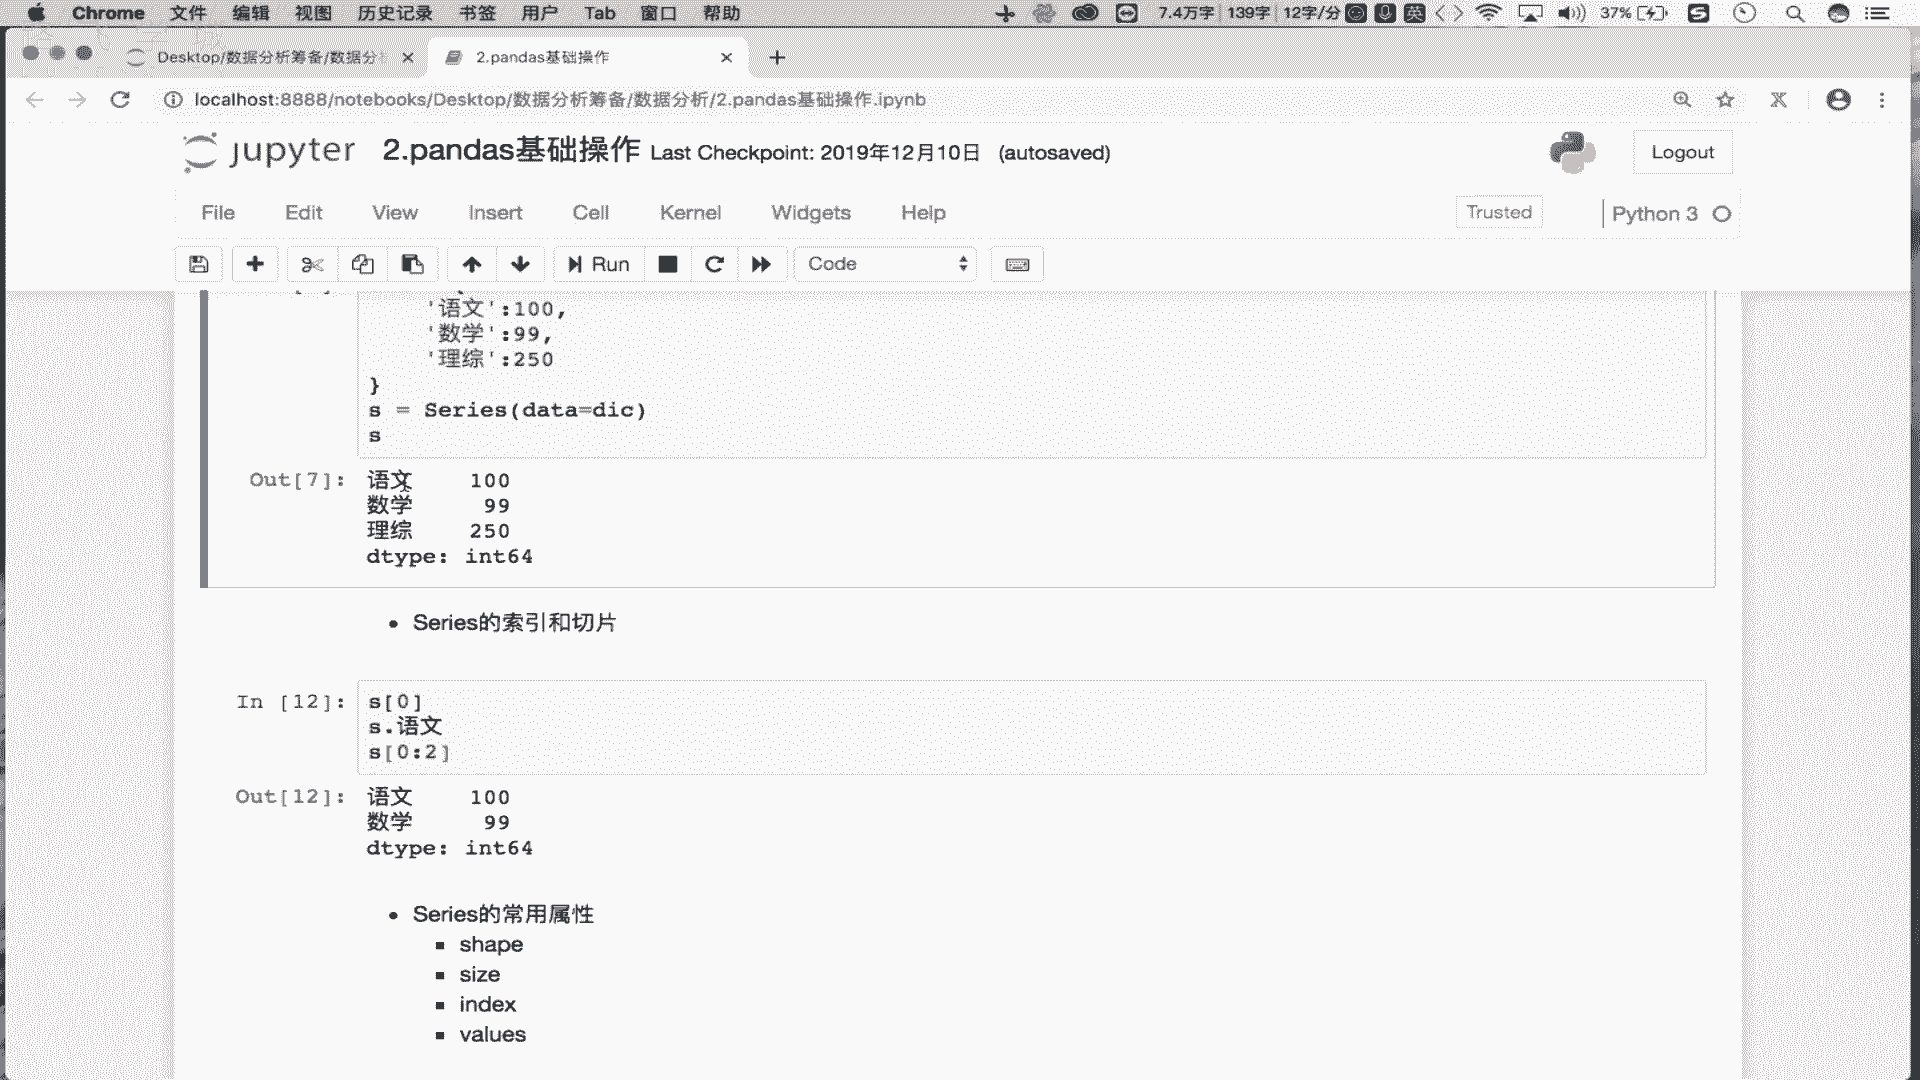 Chrome 文件 编辑 视图 历史记录 书签 用户 Tab 窗口 帮助 7.4万字 139字 12字/分 英 37%
Desktop/数据分析筹备/数据分
2.pandas基础操作
localhost:8888/notebooks/Desktop/数据分析筹备/数据分析/2.pandas基础操作.ipynb
jupyter 2.pandas基础操作 Last Checkpoint: 2019年12月10日 (autosaved) Logout
File Edit View Insert Cell Kernel Widgets Help Trusted Python 3
Run Code
'语文':100,
'数学':99,
'理综':250
}
s = Series(data=dic)
s
Out[7]: 语文 100
数学 99
理综 250
dtype: int64
• Series的索引和切片
In [12]: s[0]
s.语文
s[0:2]
Out[12]: 语文 100
数学 99
dtype: int64
• Series的常用属性
▪ shape
▪ size
▪ index
▪ values